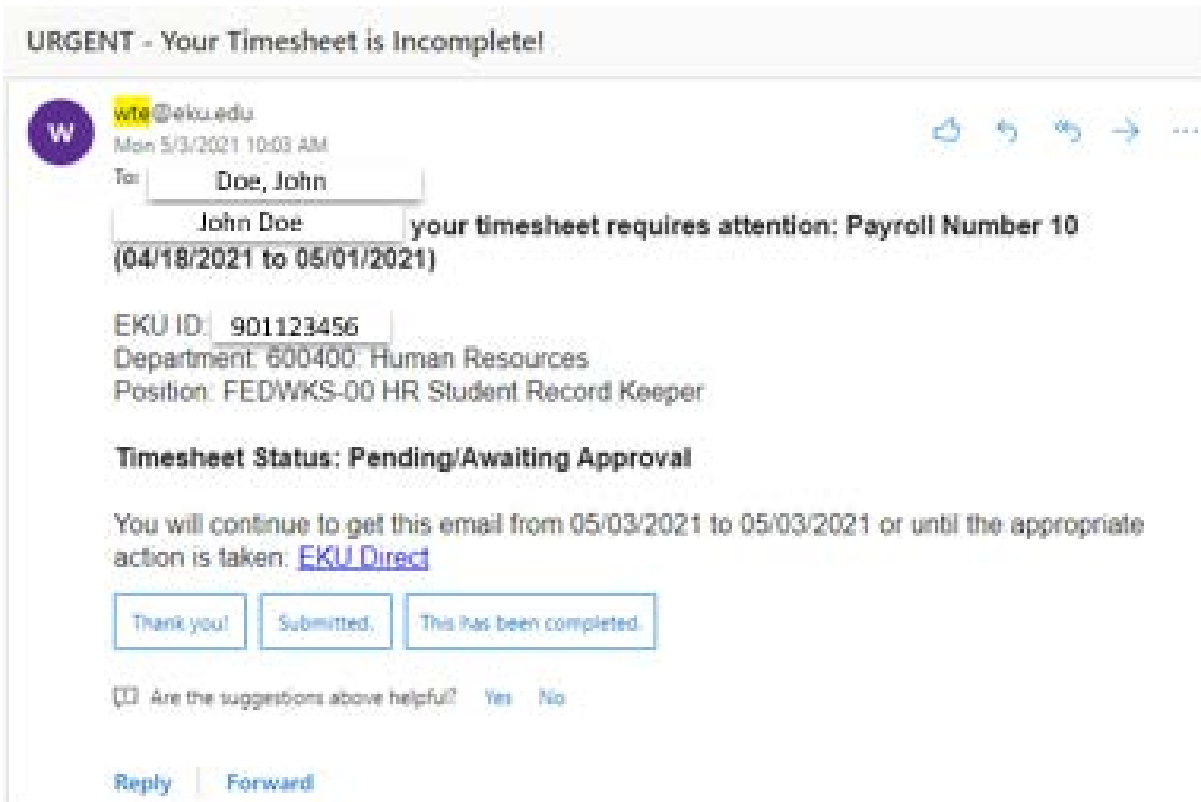 URGENT - Your Timesheet is Incomplete!
W
wte@eku.edu
Mon 5/3/2021 10:03 AM
To: Doe, John
John Doe your timesheet requires attention: Payroll Number 10
(04/18/2021 to 05/01/2021)
EKU ID: 901123456
Department: 600400: Human Resources
Position: FEDWKS-00 HR Student Record Keeper
Timesheet Status: Pending/Awaiting Approval
You will continue to get this email from 05/03/2021 to 05/03/2021 or until the appropriate
action is taken: EKU Direct
Thank you! Submitted. This has been completed.
Are the suggestions above helpful? Yes No
Reply Forward